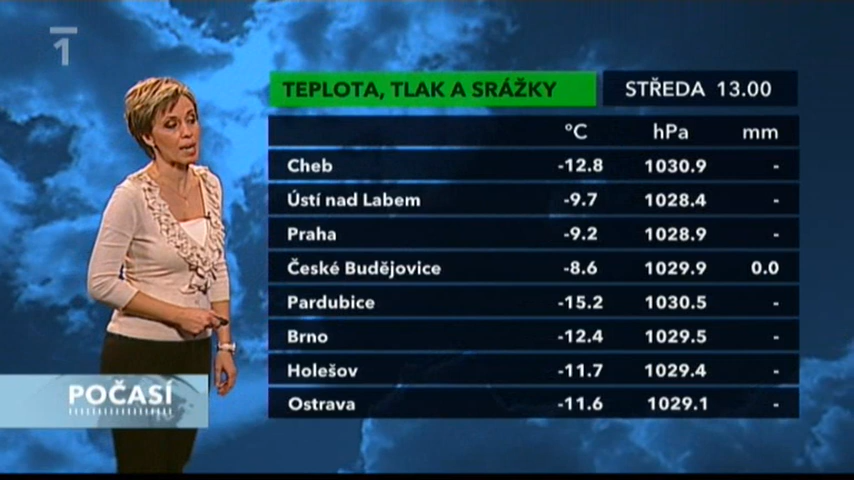 1
TEPLOTA, TLAK A SRÁŽKY STŘEDA 13.00
°C hPa mm
Cheb -12.8 1030.9 -
Ústí nad Labem -9.7 1028.4 -
Praha -9.2 1028.9 -
České Budějovice -8.6 1029.9 0.0
Pardubice -15.2 1030.5 -
Brno -12.4 1029.5 -
Holešov -11.7 1029.4 -
Ostrava -11.6 1029.1 -
POČASÍ